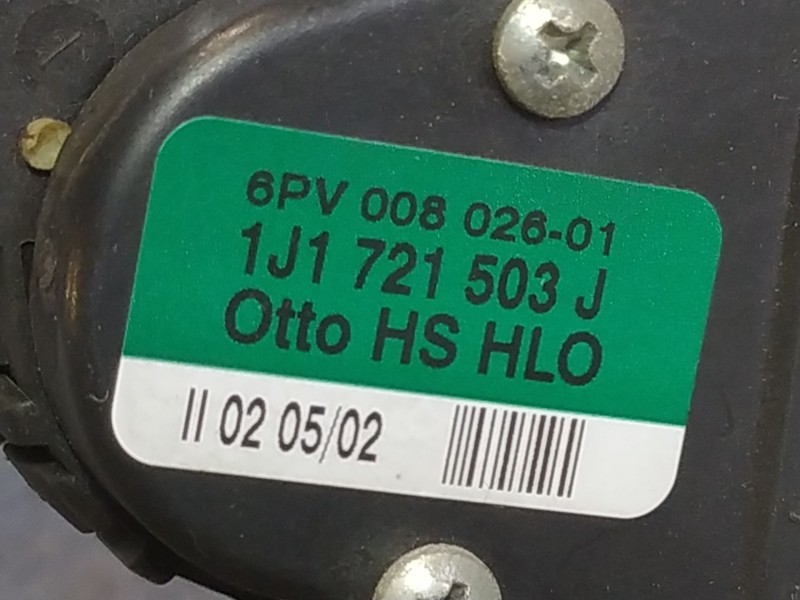 6PV 008 026-01
1J1 721 503 J
Otto HS HLO
II 02 05/02